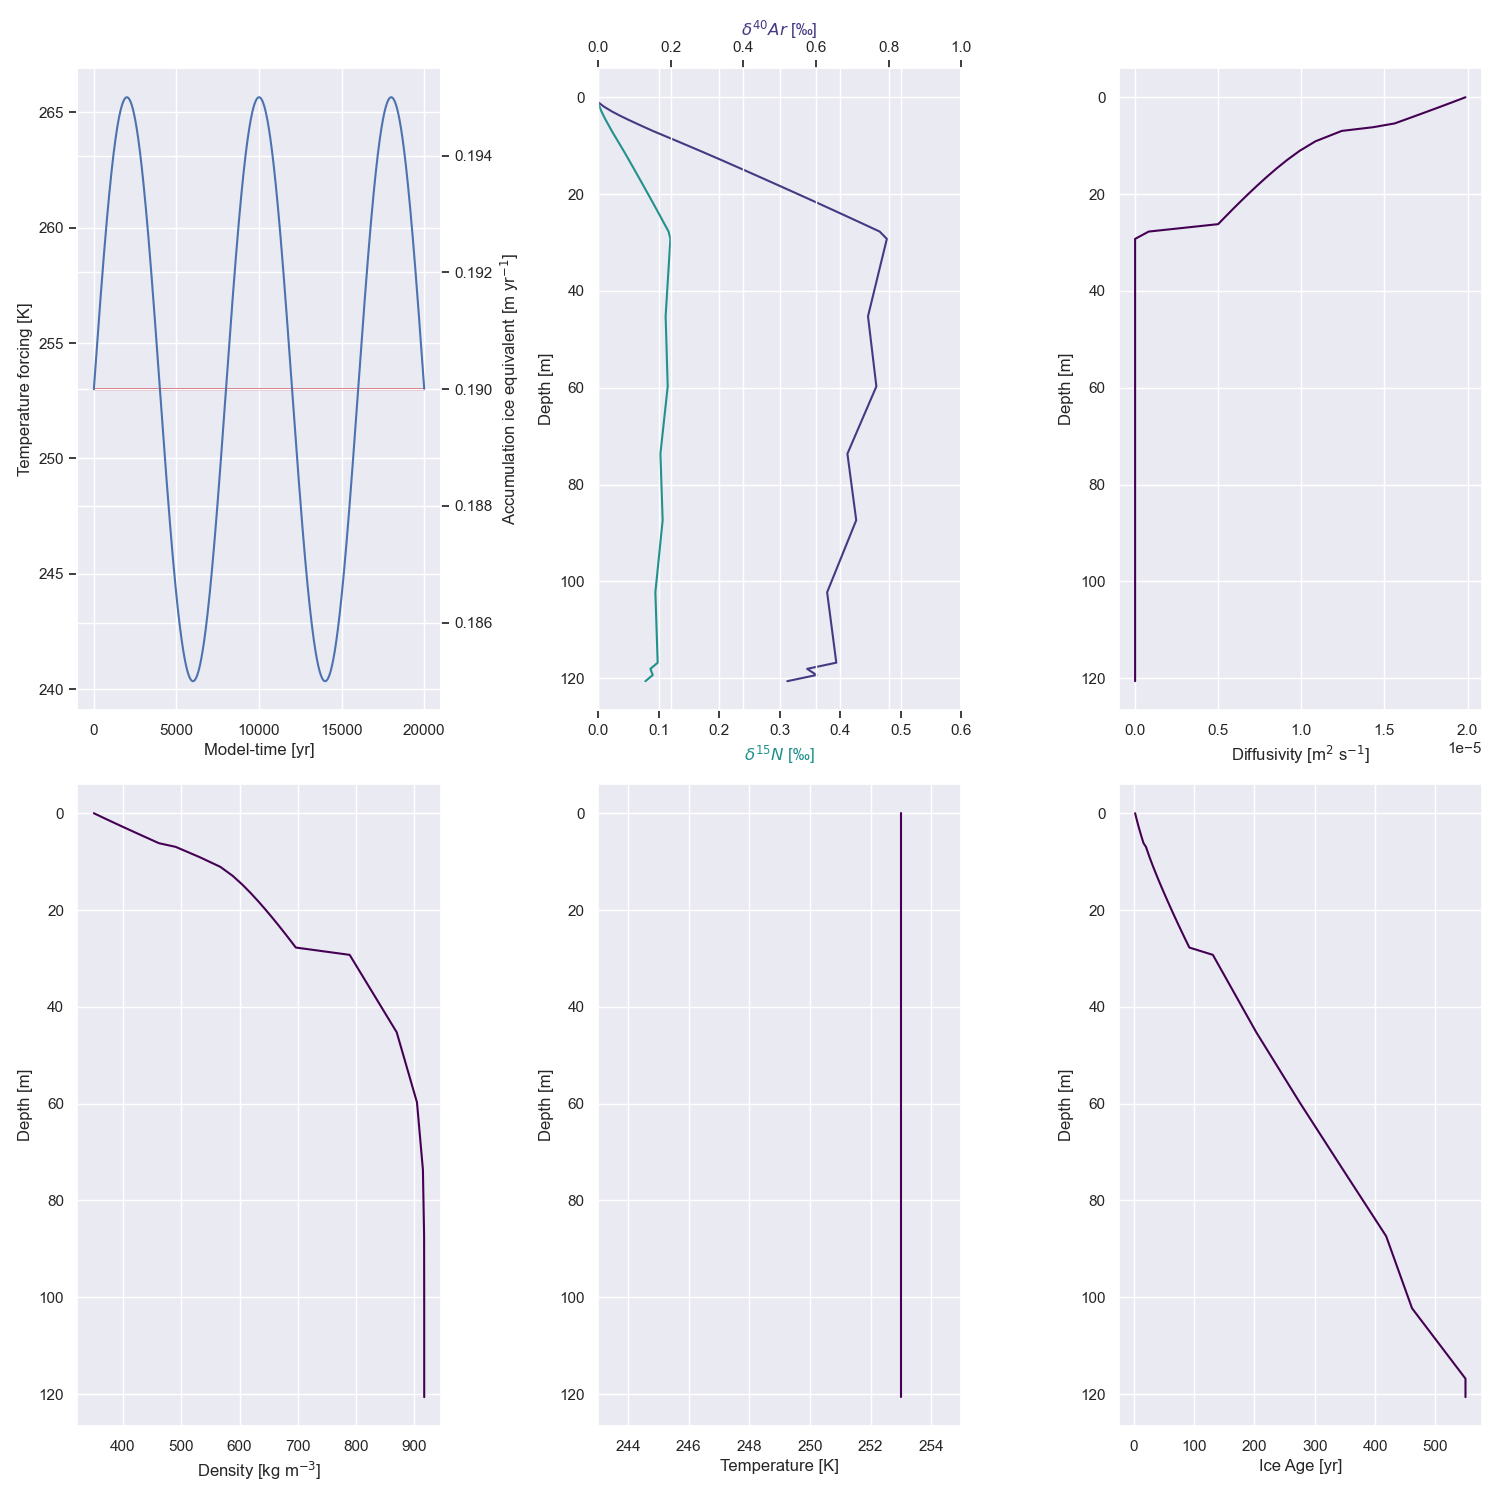 δ⁴⁰Ar [‰]
0.0 0.2 0.4 0.6 0.8 1.0
265
260
255
250
245
240
Temperature forcing [K]
0.194
0.192
0.190
0.188
0.186
Accumulation ice equivalent [m yr⁻¹]
0 5000 10000 15000 20000
Model-time [yr]
0
20
40
60
80
100
120
Depth [m]
0.0 0.1 0.2 0.3 0.4 0.5 0.6
δ¹⁵N [‰]
0
20
40
60
80
100
120
Depth [m]
0.0 0.5 1.0 1.5 2.0
1e−5
Diffusivity [m² s⁻¹]
0
20
40
60
80
100
120
Depth [m]
400 500 600 700 800 900
Density [kg m⁻³]
0
20
40
60
80
100
120
Depth [m]
244 246 248 250 252 254
Temperature [K]
0
20
40
60
80
100
120
Depth [m]
0 100 200 300 400 500
Ice Age [yr]